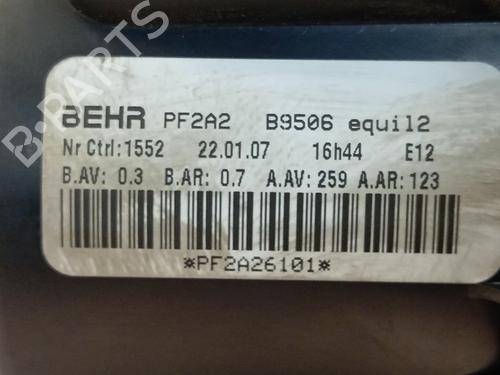 B-PARTS
BEHR PF2A2 B9506 equil2
Nr Ctrl:1552 22.01.07 16h44 E12
B.AV: 0.3 B.AR: 0.7 A.AV: 259 A.AR: 123
*PF2A26101*